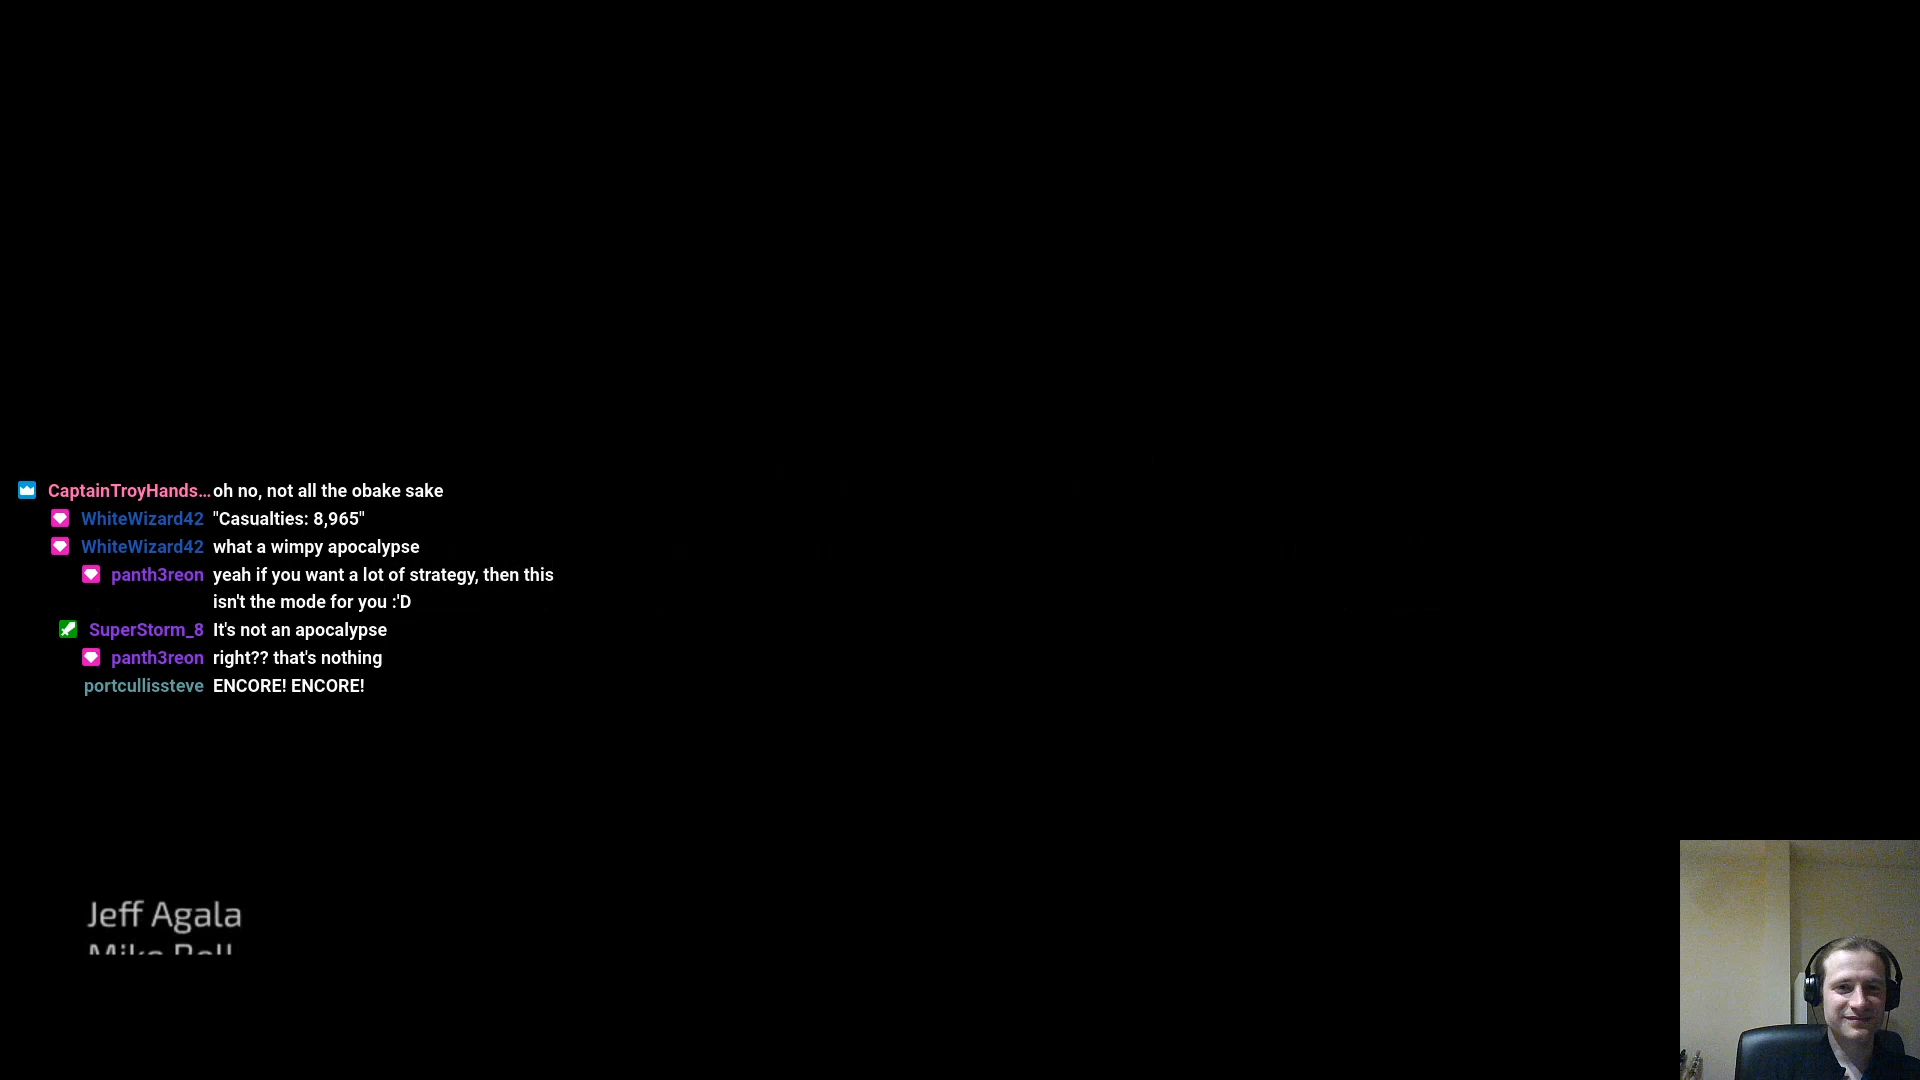 CaptainTroyHands… oh no, not all the obake sake
WhiteWizard42 "Casualties: 8,965"
WhiteWizard42 what a wimpy apocalypse
panth3reon yeah if you want a lot of strategy, then this
isn't the mode for you :'D
SuperStorm_8 It's not an apocalypse
panth3reon right?? that's nothing
portcullissteve ENCORE! ENCORE!
Jeff Agala
Mike